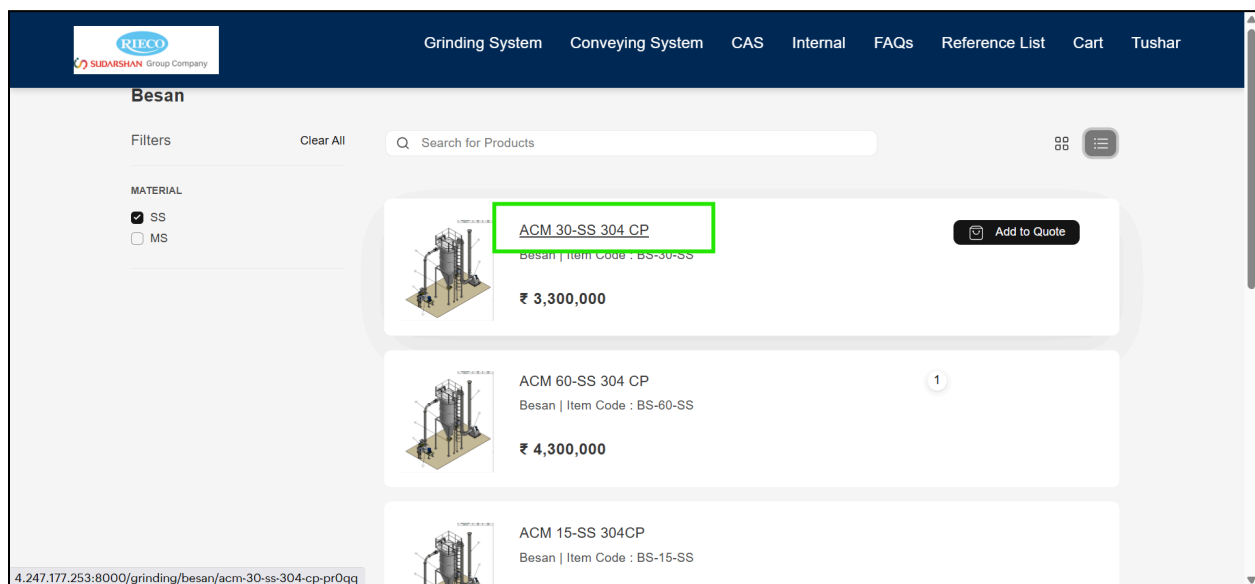 RIECO
SUDARSHAN Group Company
Grinding System Conveying System CAS Internal FAQs Reference List Cart Tushar
Besan
Filters Clear All
Search for Products
MATERIAL
SS
MS
ACM 30-SS 304 CP
Add to Quote
Besan | Item Code : BS-30-SS
₹ 3,300,000
ACM 60-SS 304 CP
1
Besan | Item Code : BS-60-SS
₹ 4,300,000
ACM 15-SS 304CP
Besan | Item Code : BS-15-SS
4.247.177.253:8000/grinding/besan/acm-30-ss-304-cp-pr0qq